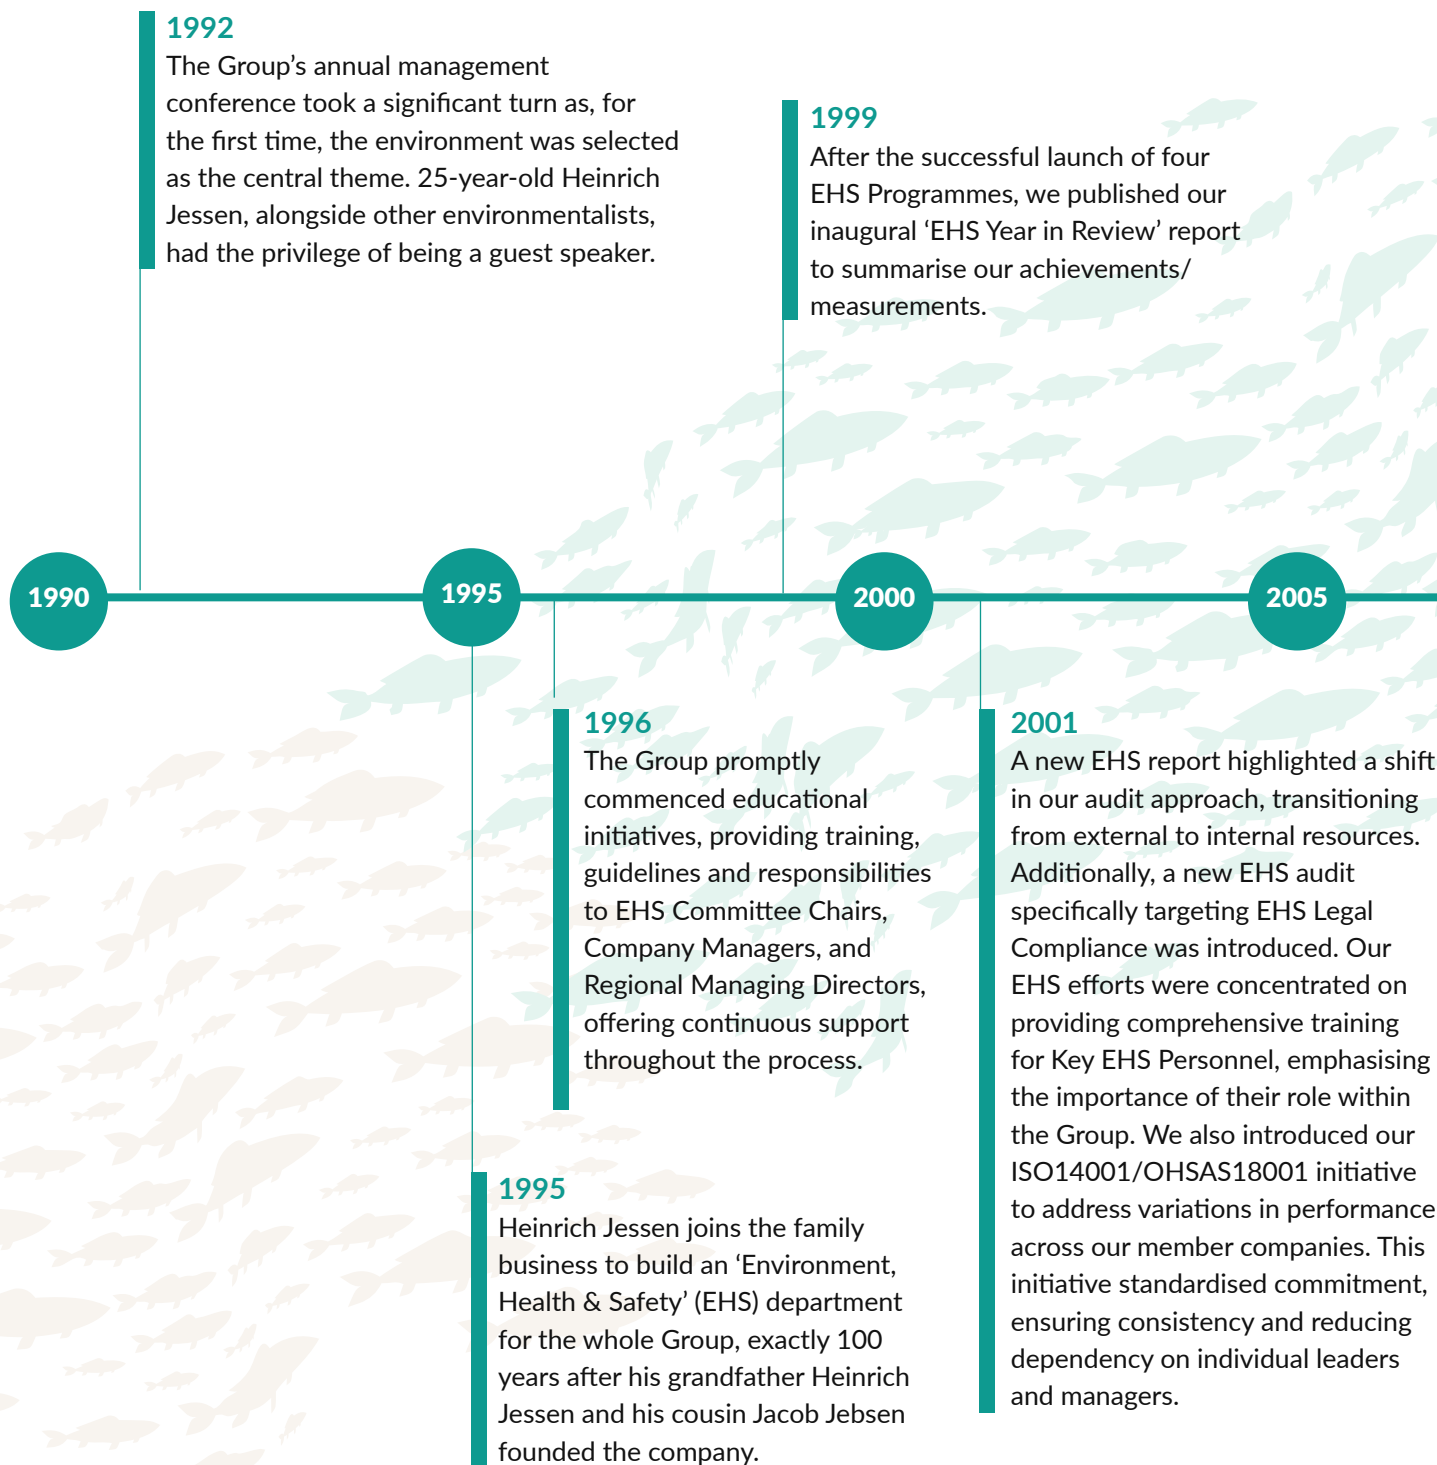 1992
The Group’s annual management
conference took a significant turn as, for
the first time, the environment was selected
as the central theme. 25-year-old Heinrich
Jessen, alongside other environmentalists,
had the privilege of being a guest speaker.
1999
After the successful launch of four
EHS Programmes, we published our
inaugural ‘EHS Year in Review’ report
to summarise our achievements/
measurements.
1990
1995
2000
2005
1996
The Group promptly
commenced educational
initiatives, providing training,
guidelines and responsibilities
to EHS Committee Chairs,
Company Managers, and
Regional Managing Directors,
offering continuous support
throughout the process.
1995
Heinrich Jessen joins the family
business to build an ‘Environment,
Health & Safety’ (EHS) department
for the whole Group, exactly 100
years after his grandfather Heinrich
Jessen and his cousin Jacob Jebsen
founded the company.
2001
A new EHS report highlighted a shift
in our audit approach, transitioning
from external to internal resources.
Additionally, a new EHS audit
specifically targeting EHS Legal
Compliance was introduced. Our
EHS efforts were concentrated on
providing comprehensive training
for Key EHS Personnel, emphasising
the importance of their role within
the Group. We also introduced our
ISO14001/OHSAS18001 initiative
to address variations in performance
across our member companies. This
initiative standardised commitment,
ensuring consistency and reducing
dependency on individual leaders
and managers.